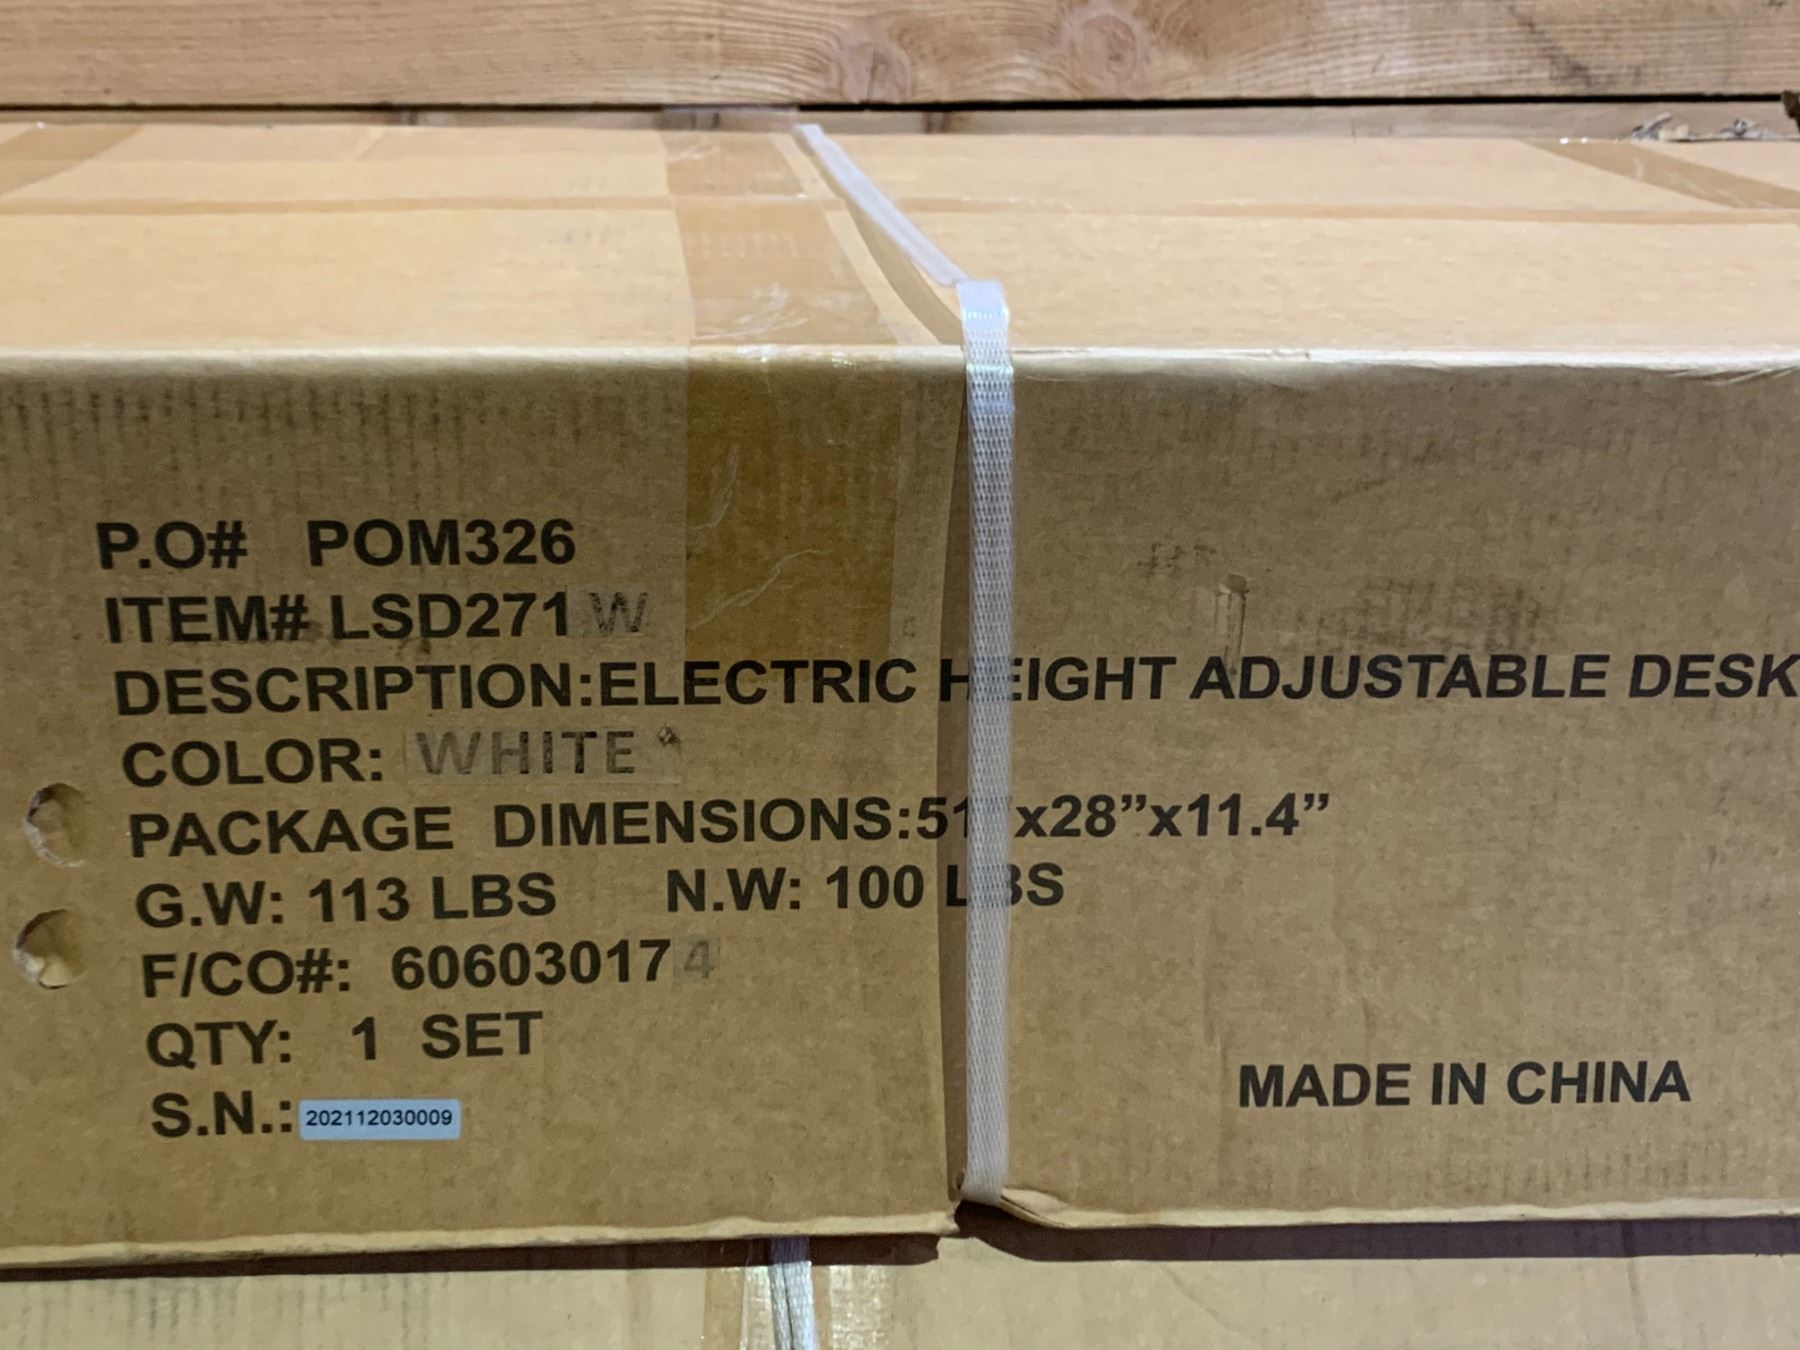 P.O# POM326
ITEM# LSD271W
DESCRIPTION:ELECTRIC HEIGHT ADJUSTABLE DESK
COLOR: WHITE
PACKAGE DIMENSIONS:51"x28”x11.4”
G.W: 113 LBS N.W: 100 LBS
F/CO#: 606030174
QTY: 1 SET
MADE IN CHINA
S.N.: 202112030009